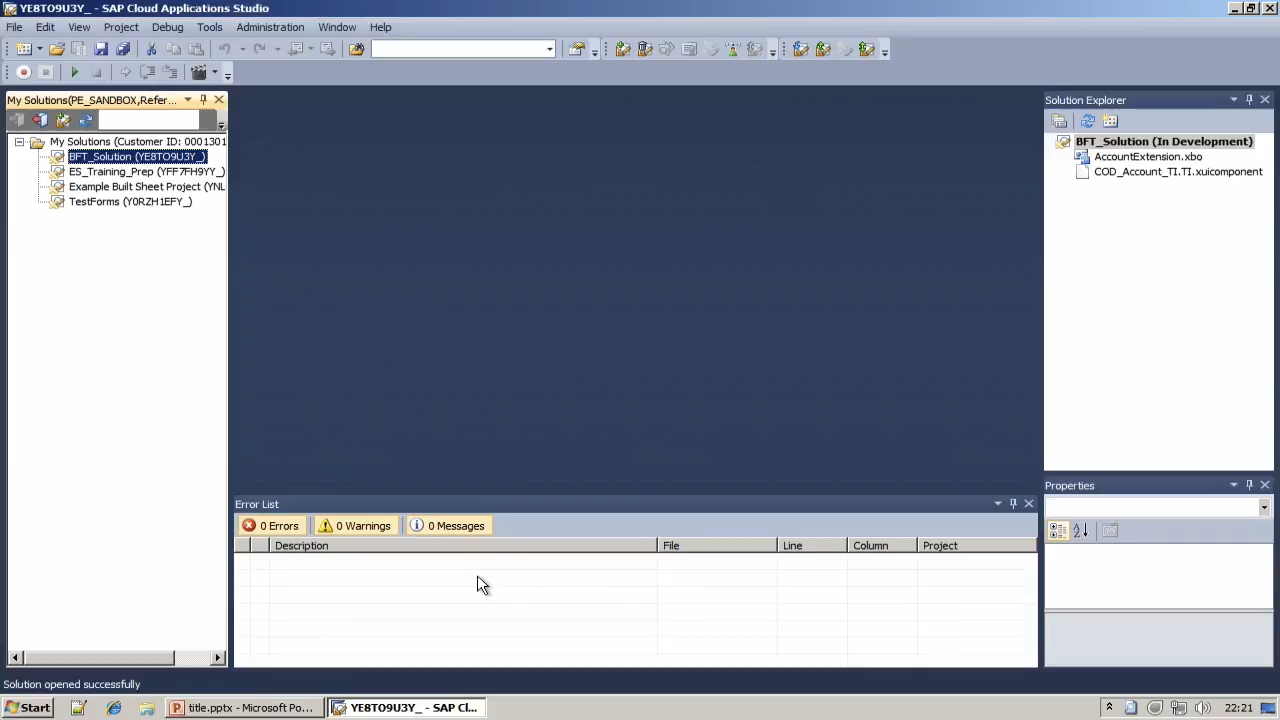 YE8TO9U3Y_ - SAP Cloud Applications Studio
File Edit View Project Debug Tools Administration Window Help
My Solutions(PE_SANDBOX,Refer...
My Solutions (Customer ID: 0001301
BFT_Solution (YE8TO9U3Y_)
ES_Training_Prep (YFF7FH9YY_)
Example Built Sheet Project (YNL
TestForms (Y0RZH1EFY_)
Error List
0 Errors 0 Warnings 0 Messages
Description File Line Column Project
Solution Explorer
BFT_Solution (In Development)
AccountExtension.xbo
COD_Account_TI.TI.xuicomponent
Properties
Solution opened successfully
Start title.pptx - Microsoft Po... YE8TO9U3Y_ - SAP Cl... 22:21